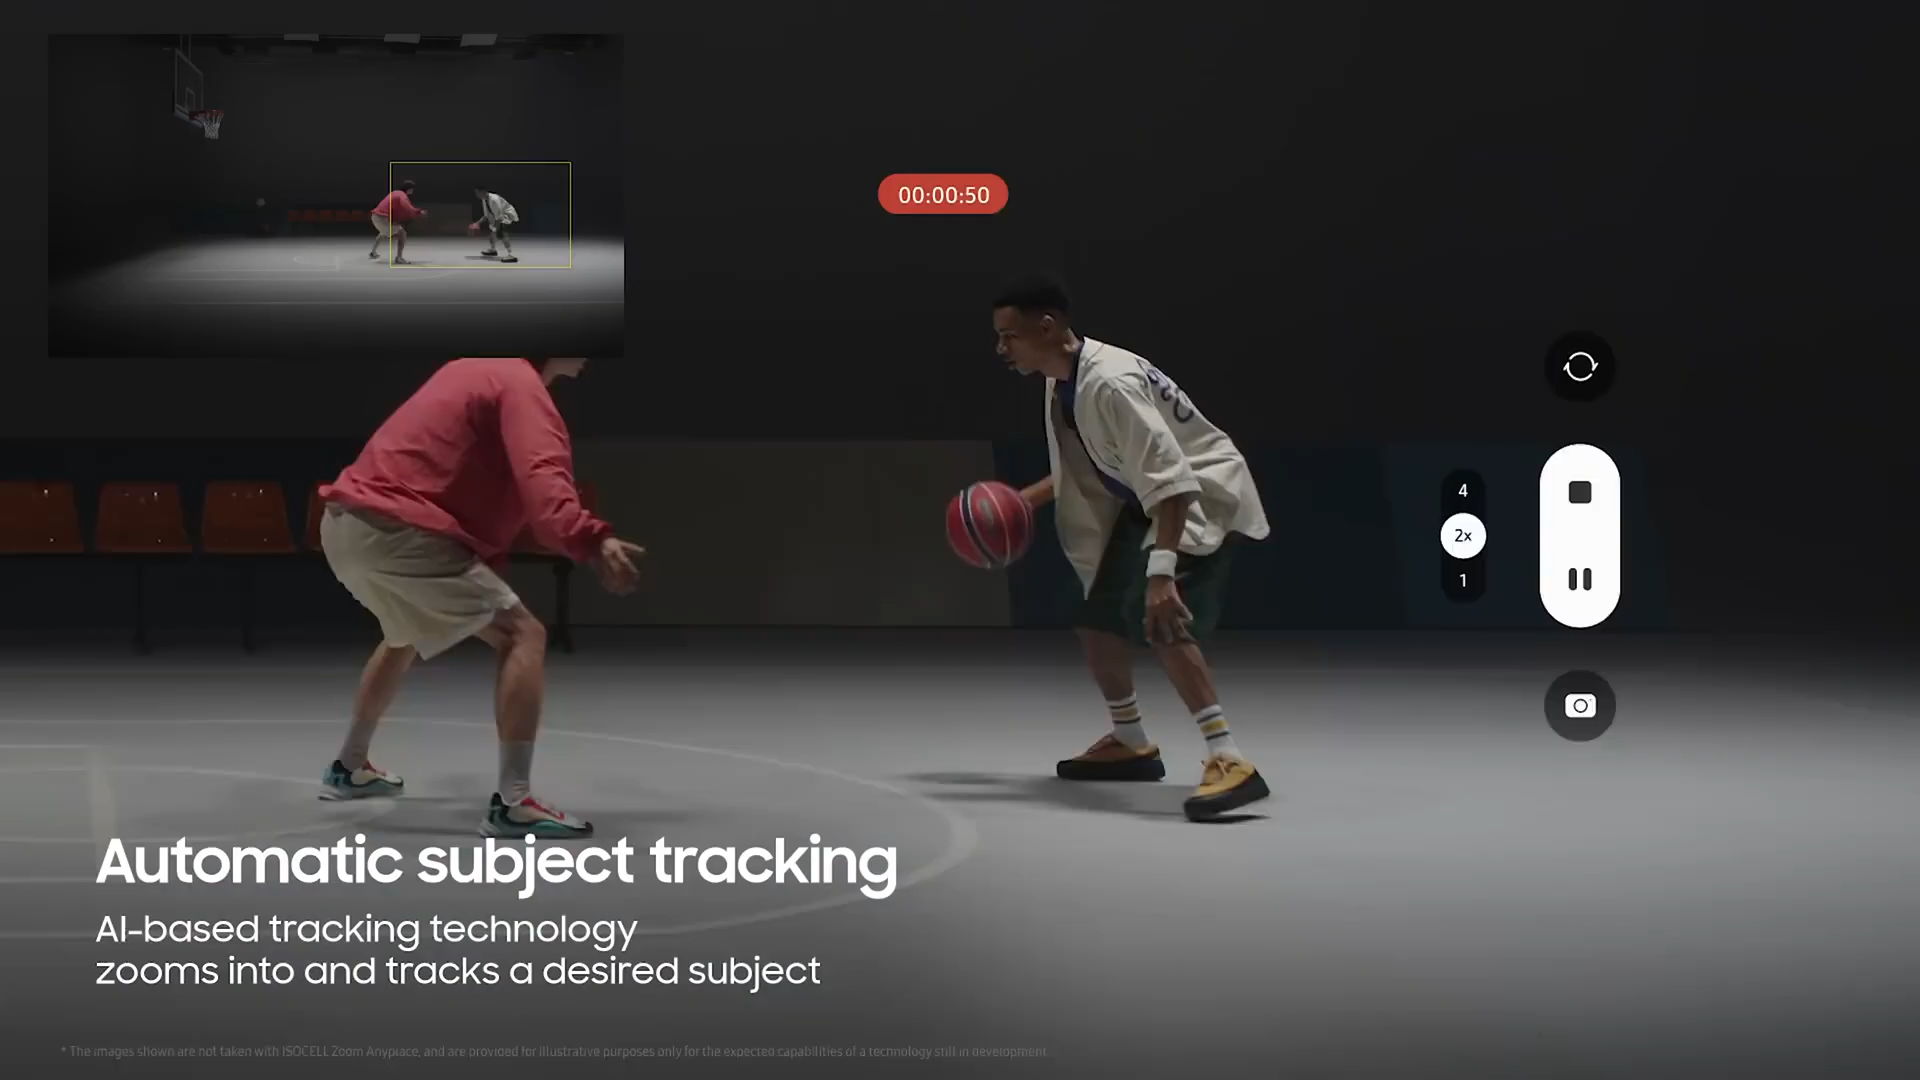 00:00:50
4
2x
1
Automatic subject tracking
AI-based tracking technology
zooms into and tracks a desired subject
* The images shown are not taken with ISOCELL Zoom Anyplace, and are provided for illustrative purposes only for the expected capabilities of a technology still in development.